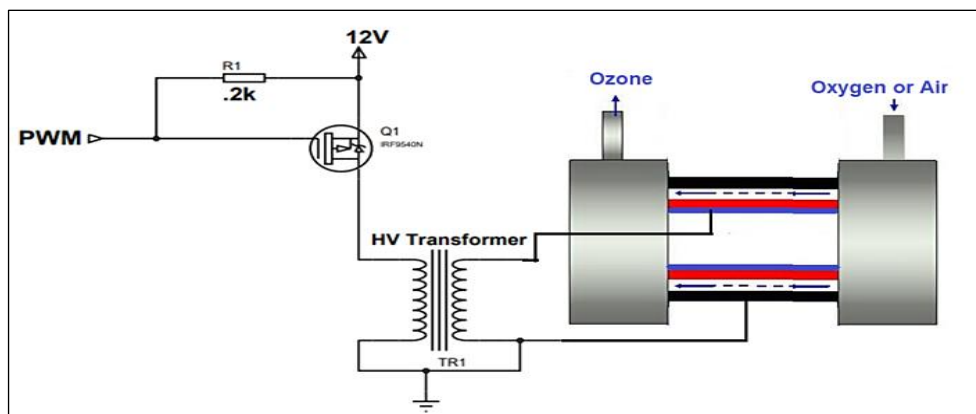 12V
R1
.2k
PWM
Q1
IRF9540N
Ozone
Oxygen or Air
HV Transformer
TR1